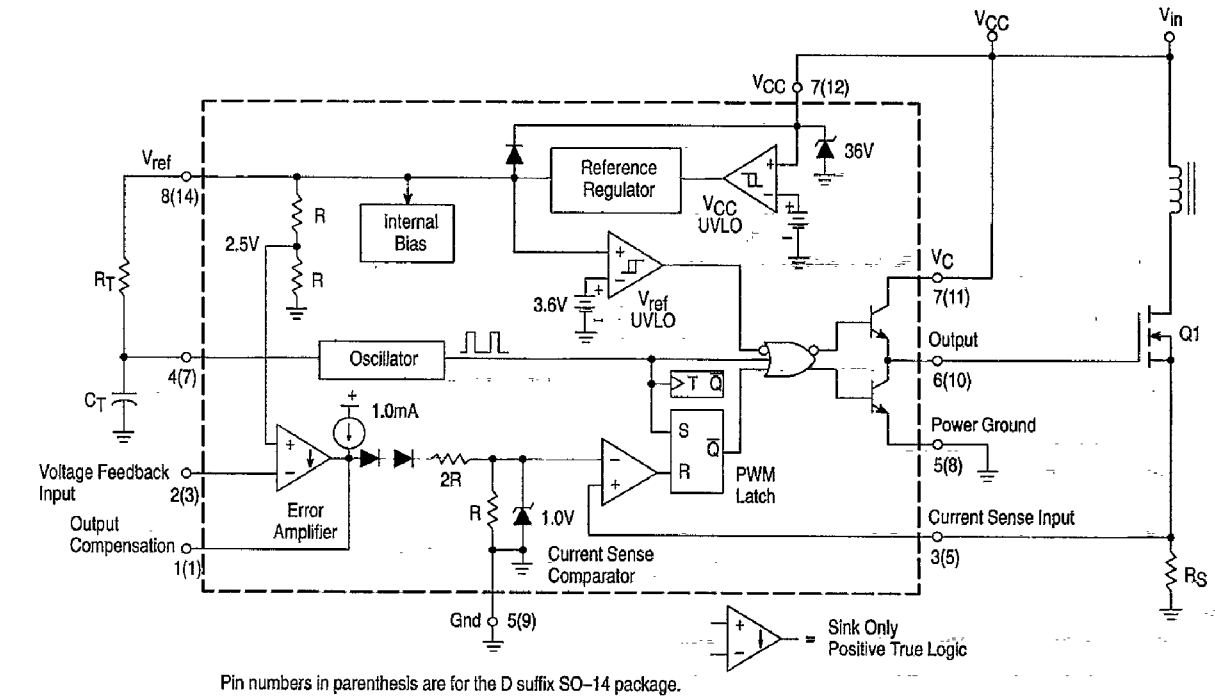 VCC
Vin
VCC 7(12)
36V
Vref
8(14)
Reference
Regulator
+
−
VCC
UVLO
+
−
R
Internal
Bias
2.5V
R
RT
+
−
3.6V
+
−
Vref
UVLO
VC
7(11)
Q1
Output
6(10)
Oscillator
4(7)
CT
T Q
+
1.0mA
S
Q
R
PWM
Latch
Power Ground
5(8)
+
−
Voltage Feedback
Input
2(3)
2R
−
+
Error
Amplifier
R
1.0V
Output
Compensation
1(1)
Current Sense
Comparator
Current Sense Input
3(5)
RS
Gnd 5(9)
+
−
= Sink Only
Positive True Logic
Pin numbers in parenthesis are for the D suffix SO–14 package.